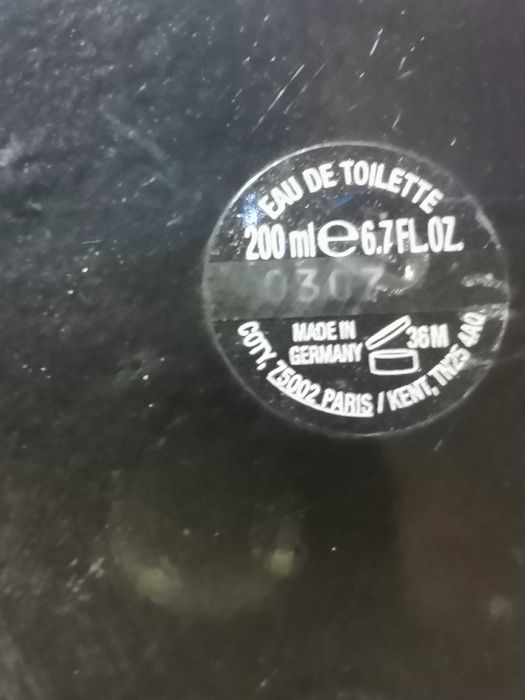 EAU DE TOILETTE
200 ml e 6.7 FL.OZ.
0307
MADE IN
GERMANY
36 M
COTY, 75002 PARIS / KENT, TN25 4AQ.